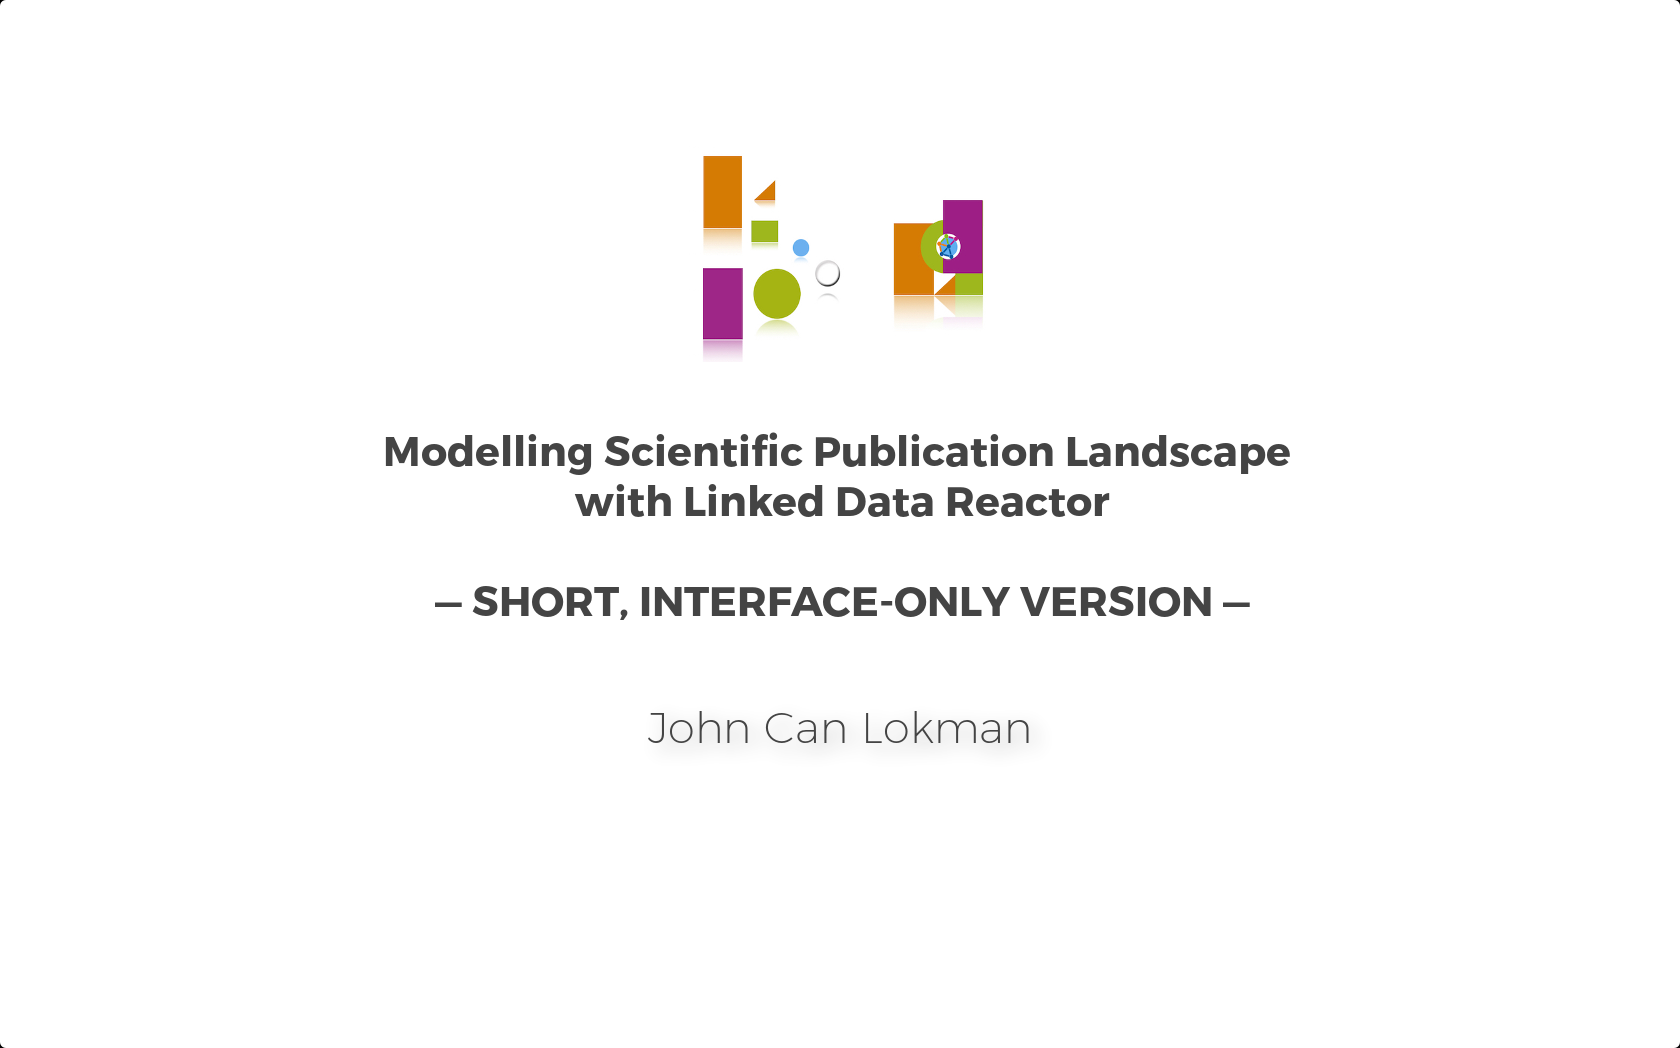 Modelling Scientific Publication Landscape
with Linked Data Reactor
— SHORT, INTERFACE-ONLY VERSION —
John Can Lokman